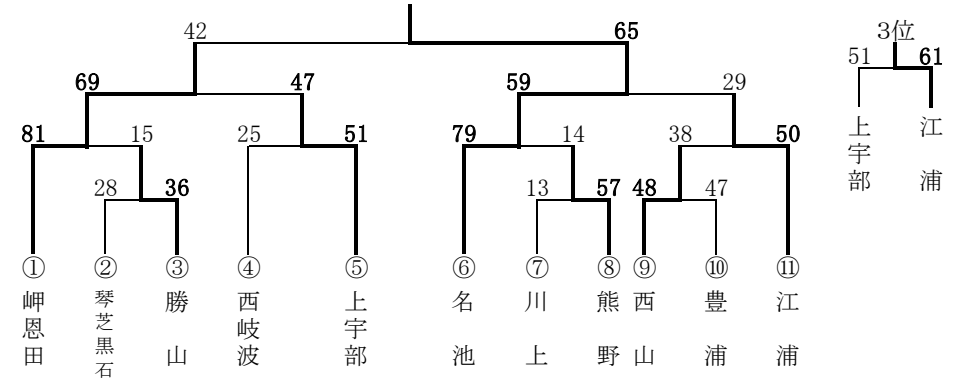 42 65
3位
51 61
69 47 59 29
81 15 25 51 79 14 38 50
28 36 13 57 48 47
上宇部
江浦
① ② ③ ④ ⑤ ⑥ ⑦ ⑧ ⑨ ⑩ ⑪
岬恩田
琴芝黒石
勝山
西岐波
上宇部
名池
川上
熊野
西山
豊浦
江浦